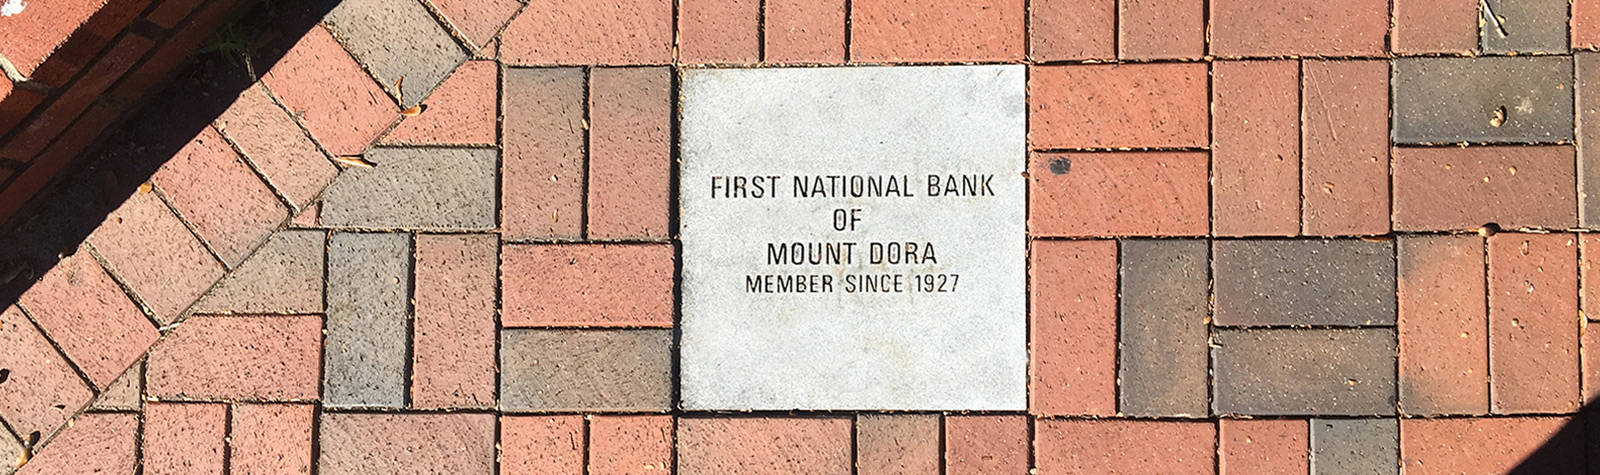 FIRST NATIONAL BANK
OF
MOUNT DORA
MEMBER SINCE 1927